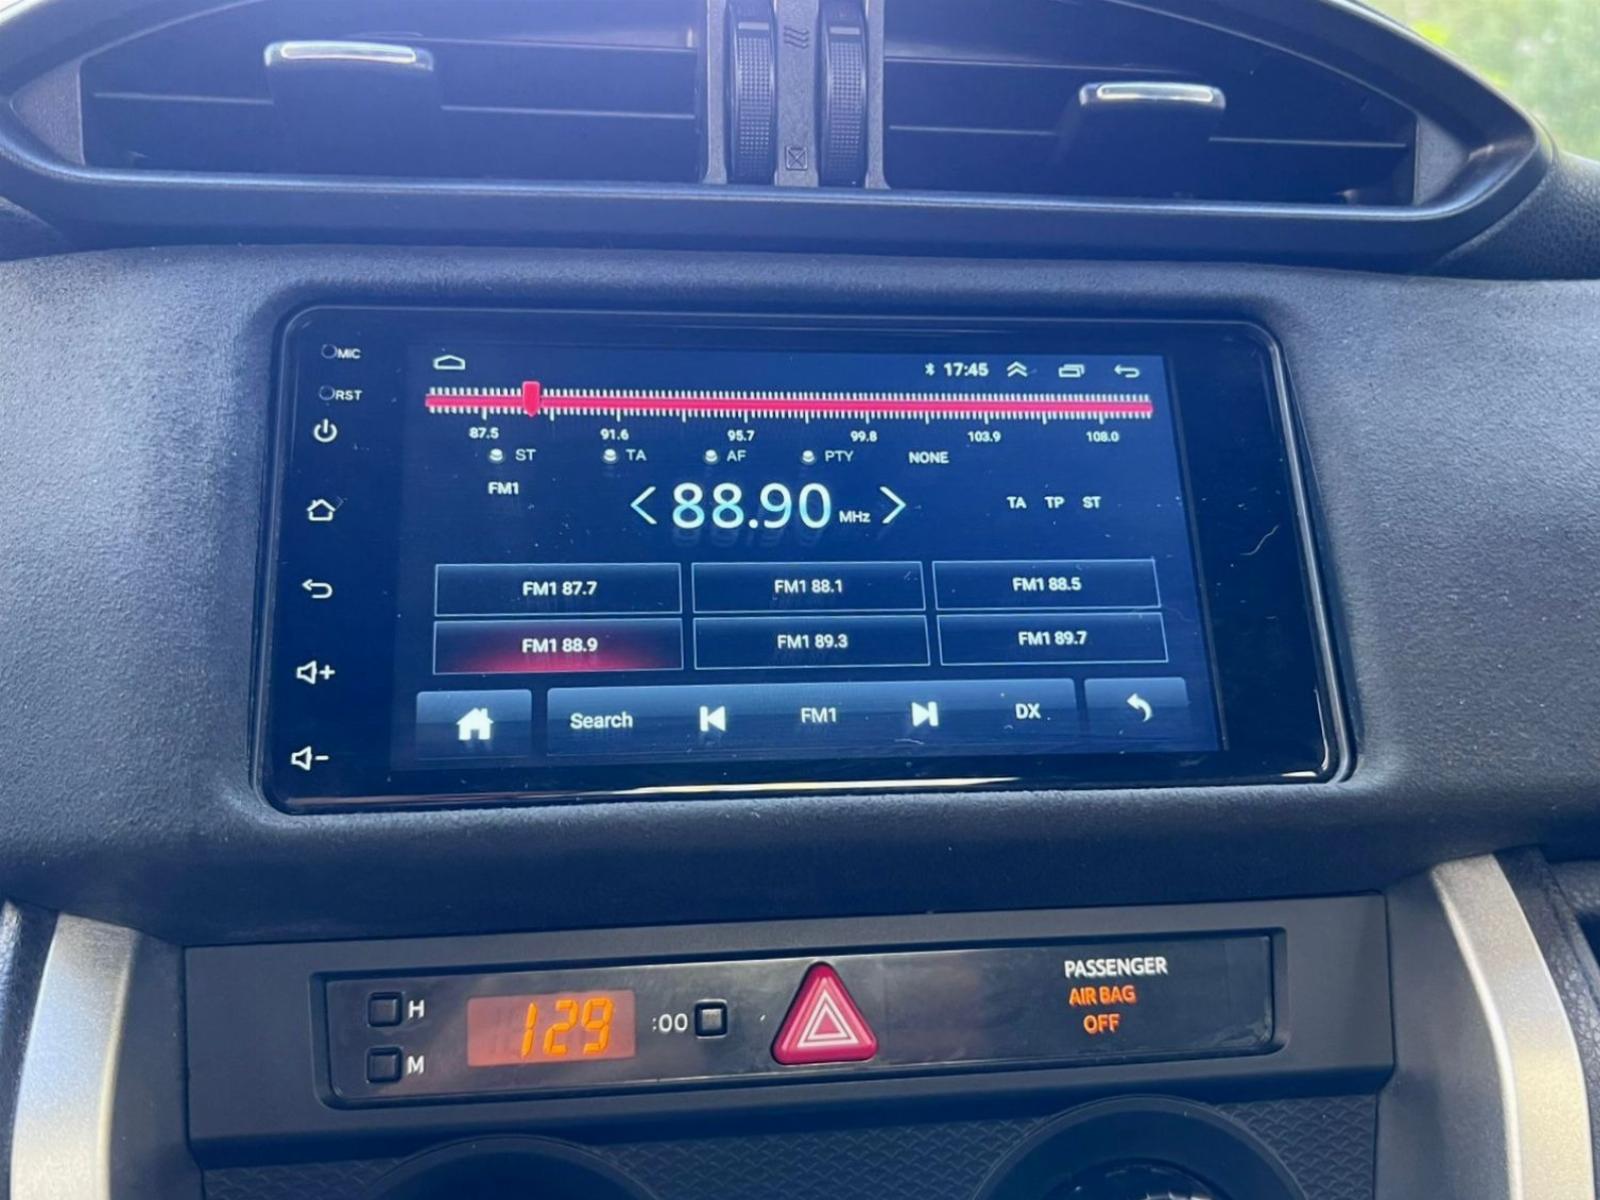 MIC
RST
17:45
87.5 91.6 95.7 99.8 103.9 108.0
ST TA AF PTY NONE
FM1
< 88.90 MHz >
TA TP ST
FM1 87.7 FM1 88.1 FM1 88.5
FM1 88.9 FM1 89.3 FM1 89.7
Search FM1 DX
H
M
129
:00
PASSENGER
AIR BAG
OFF